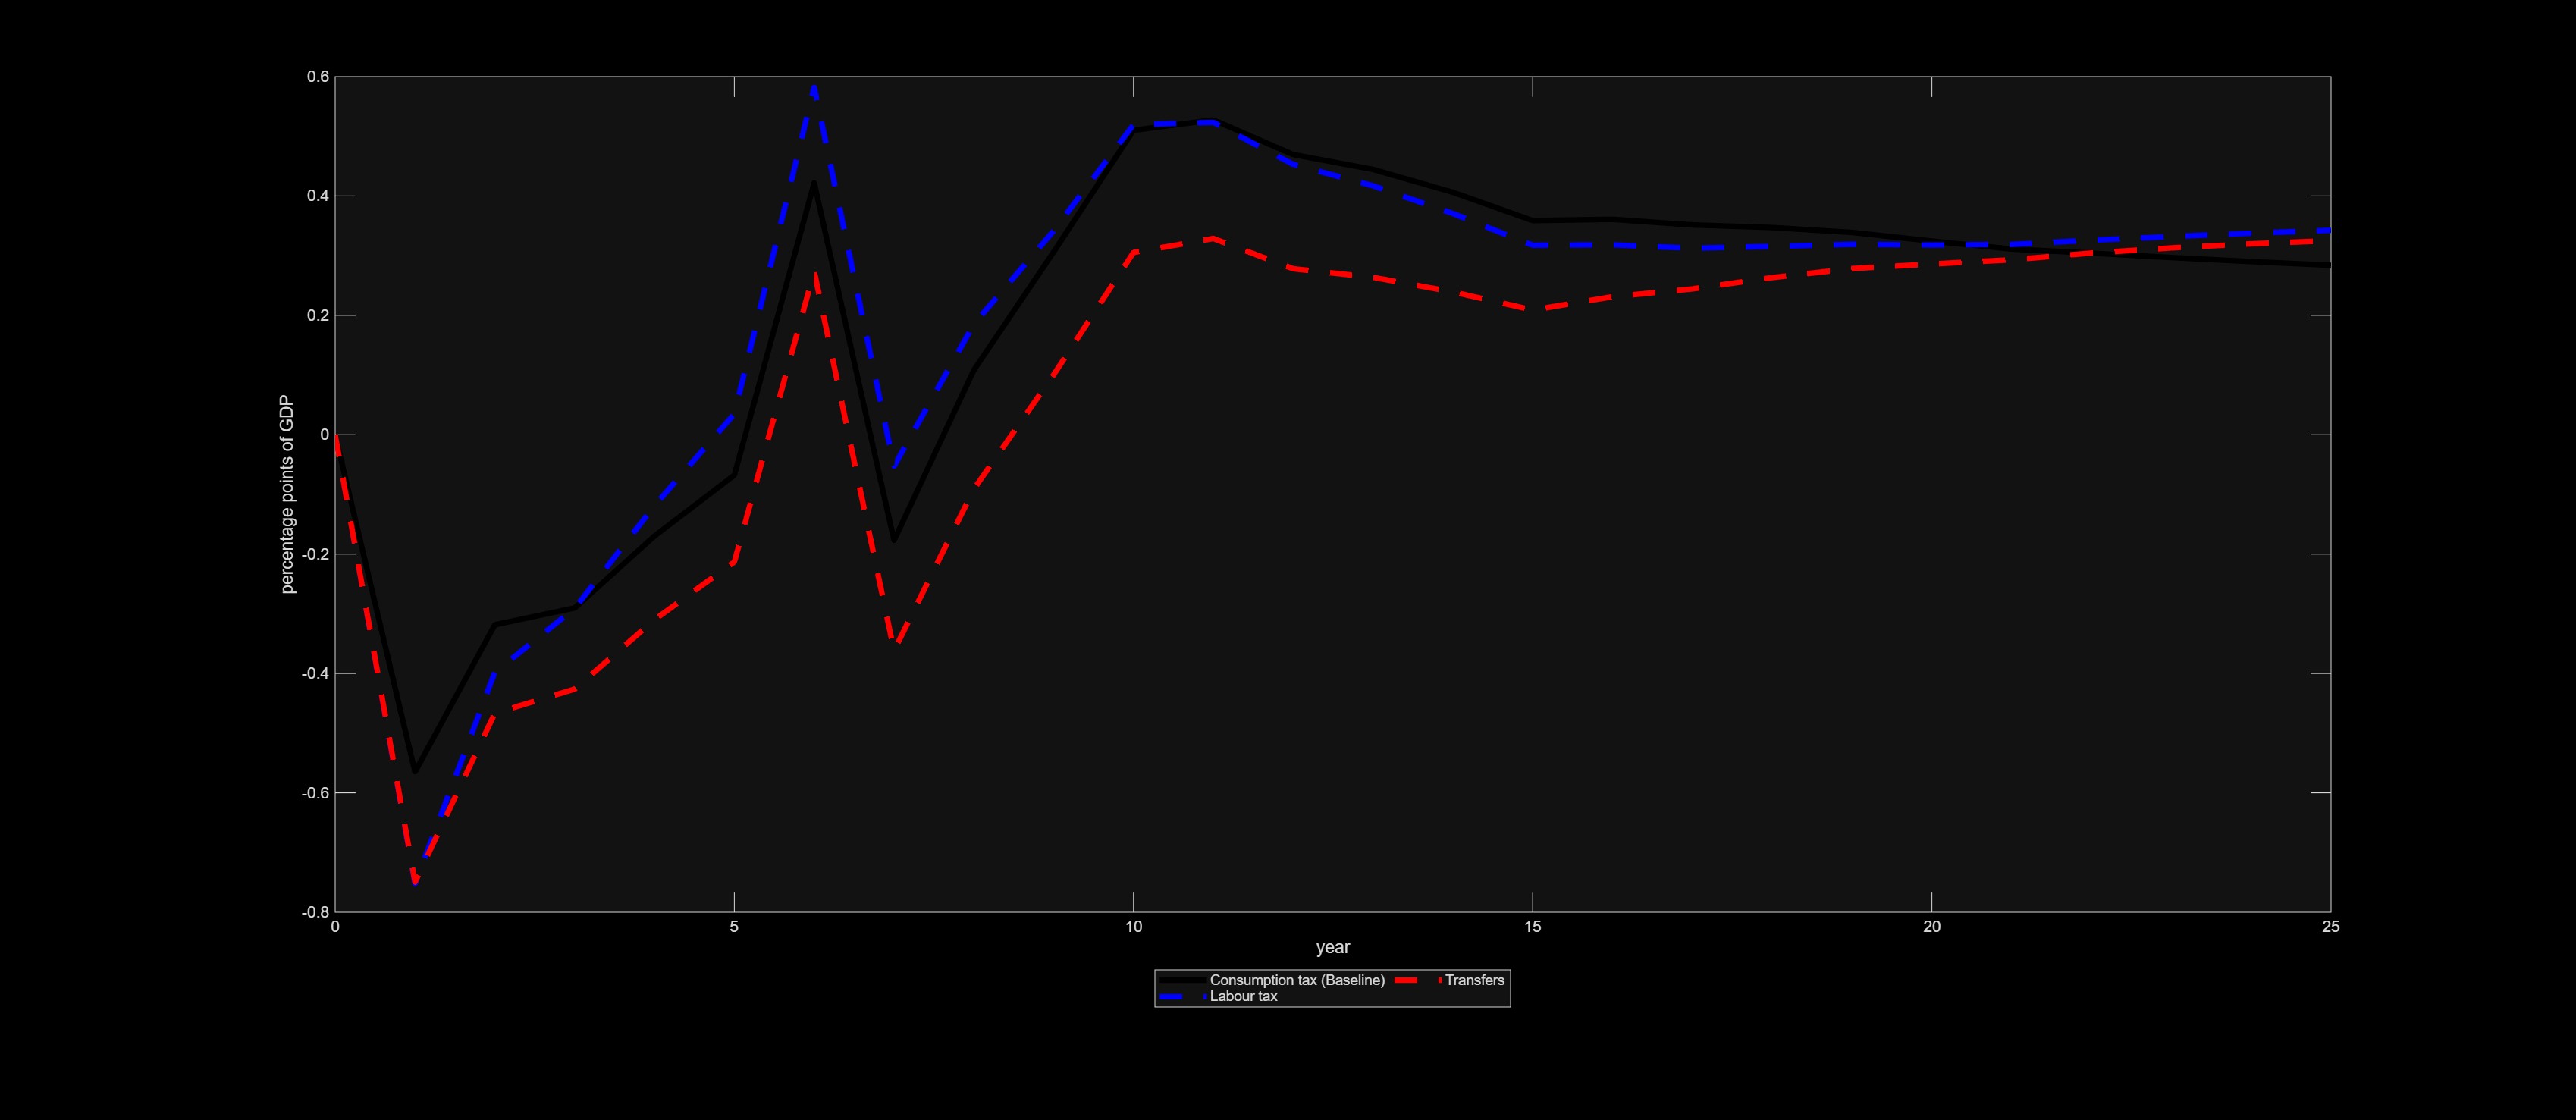 0.6
0.4
0.2
0
-0.2
-0.4
-0.6
-0.8
percentage points of GDP
0 5 10 15 20 25
year
Consumption tax (Baseline) Transfers
Labour tax